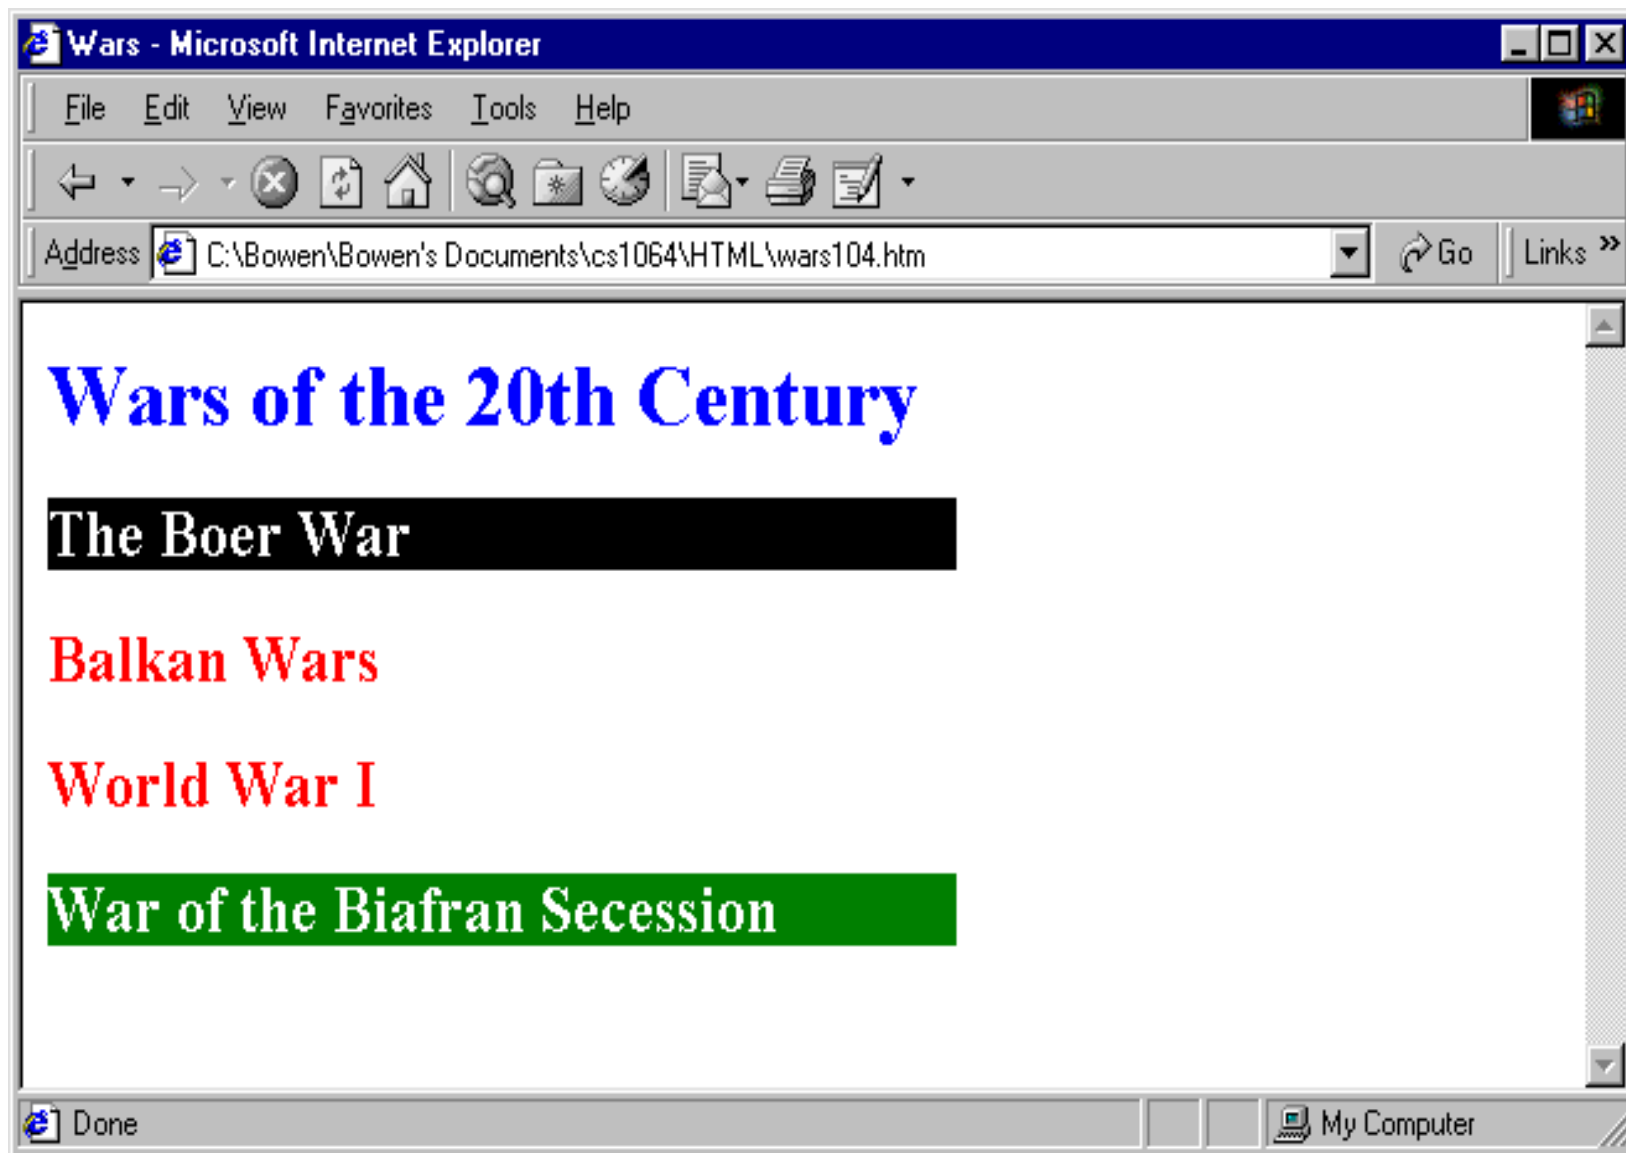 Wars - Microsoft Internet Explorer
File Edit View Favorites Tools Help
Address C:\Bowen\Bowen's Documents\cs1064\HTML\wars104.htm Go Links »
Wars of the 20th Century
The Boer War
Balkan Wars
World War I
War of the Biafran Secession
Done My Computer